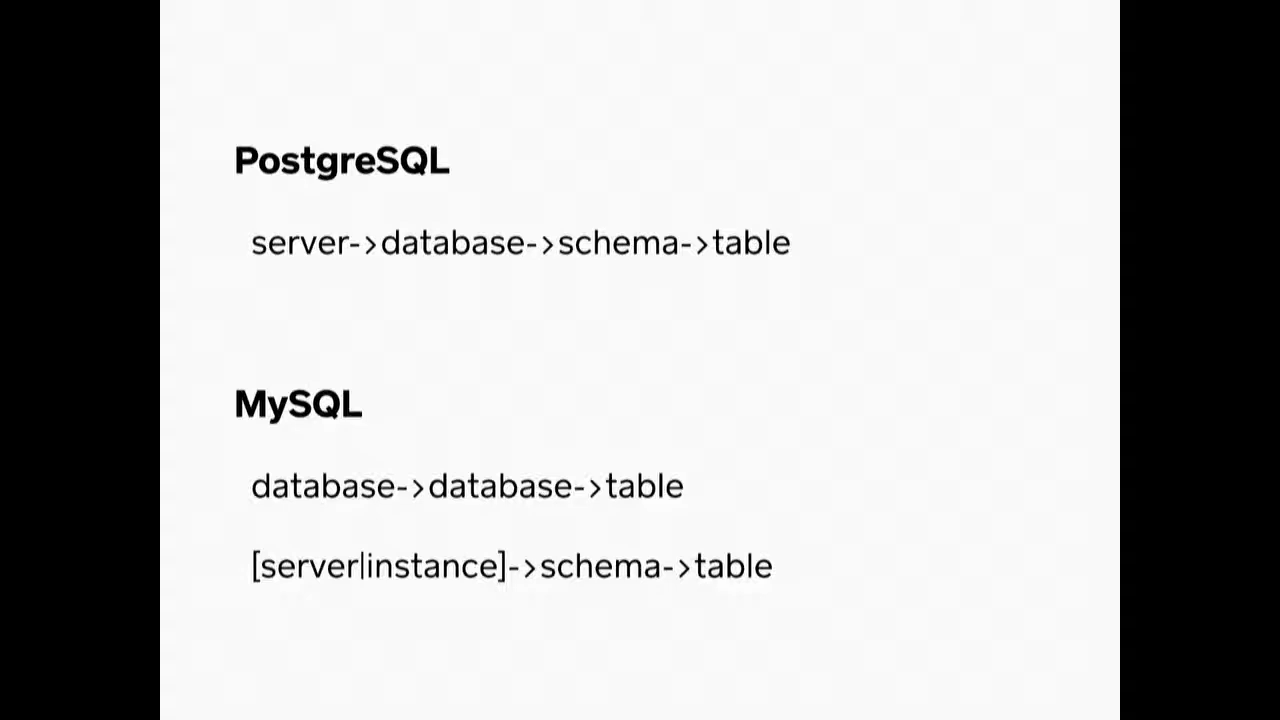 PostgreSQL
server->database->schema->table
MySQL
database->database->table
[server|instance]->schema->table